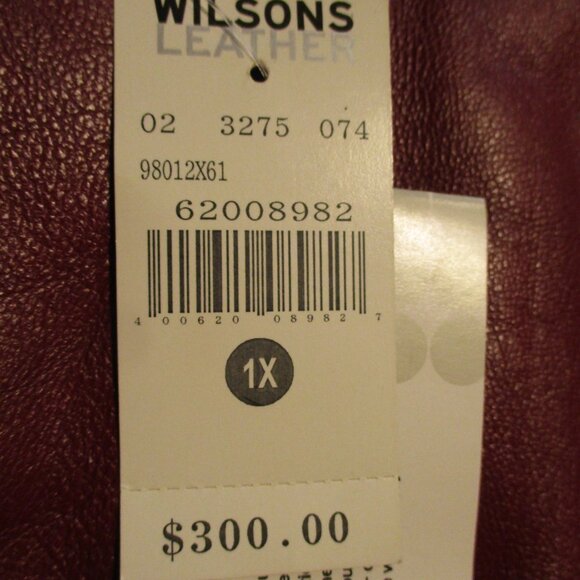 WILSONS
LEATHER
02 3275 074
98012X61
62008982
4 00620 08982 7
1X
$300.00